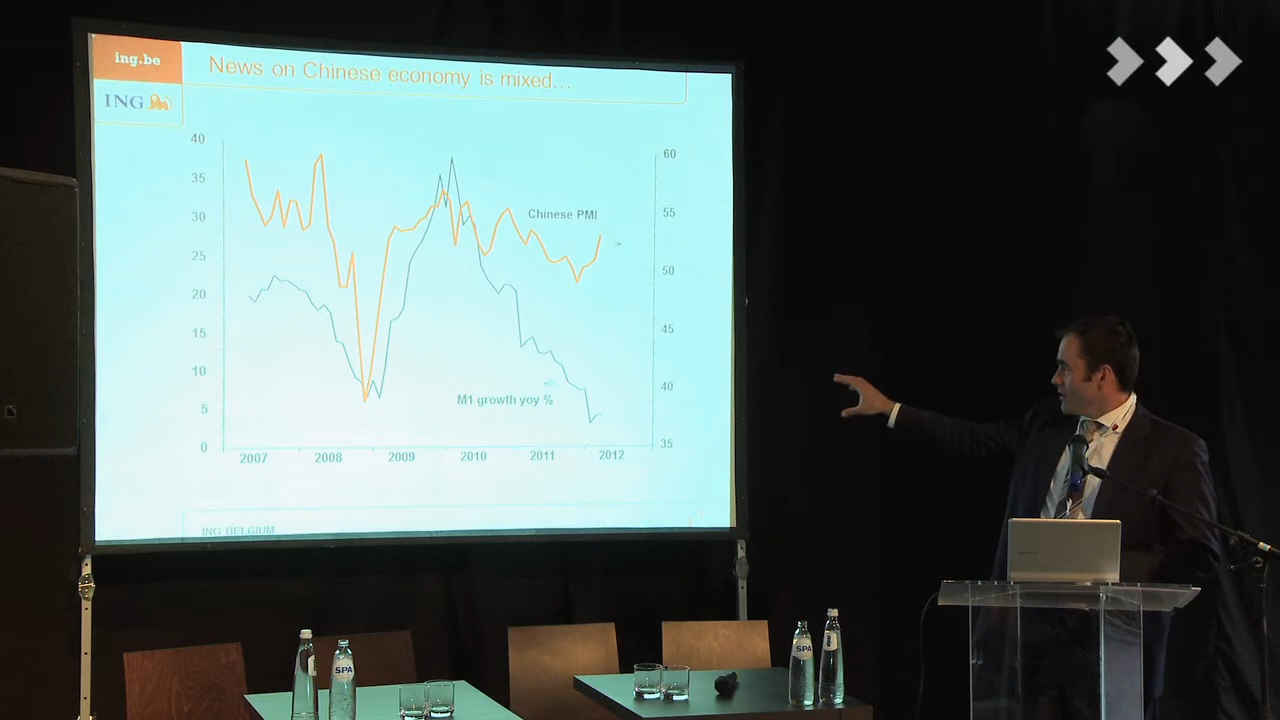 ing.be
ING
News on Chinese economy is mixed...
40
35
30
25
20
15
10
5
0
60
55
50
45
40
35
Chinese PMI
M1 growth yoy %
2007 2008 2009 2010 2011 2012
ING BELGIUM
SPA
SPA